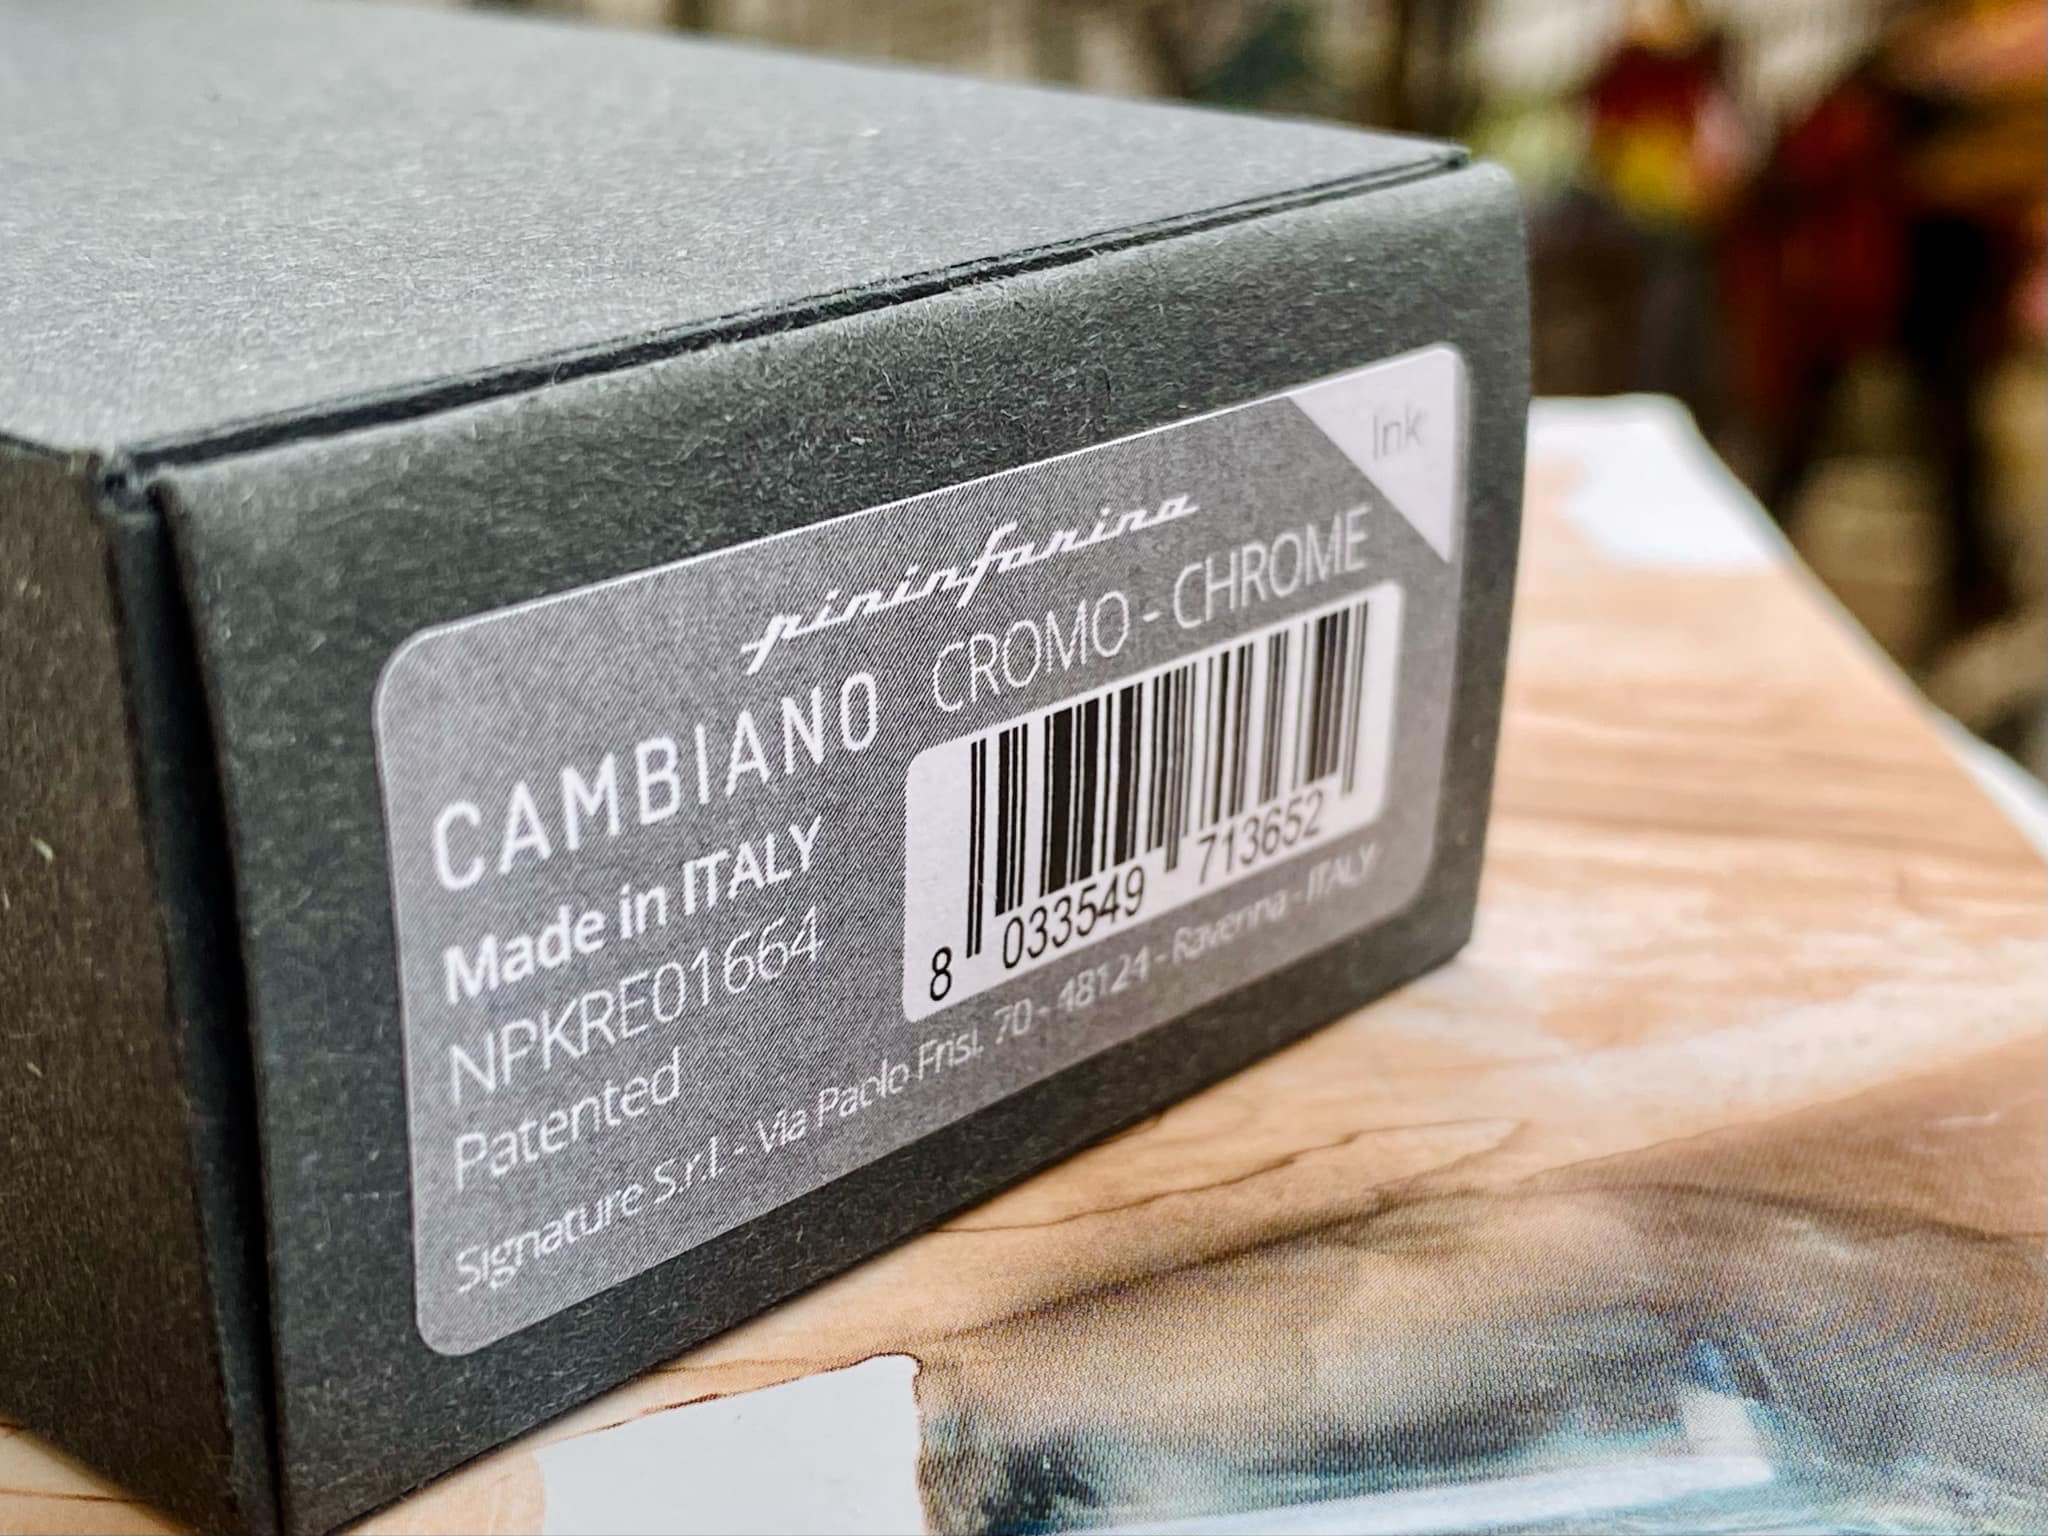 Ink
pininfarina
CAMBIANO CROMO - CHROME
Made in ITALY
NPKRE01664
Patented
8 033549 713652
Signature S.r.l. - Via Paolo Frisi, 70 - 48124 - Ravenna - ITALY